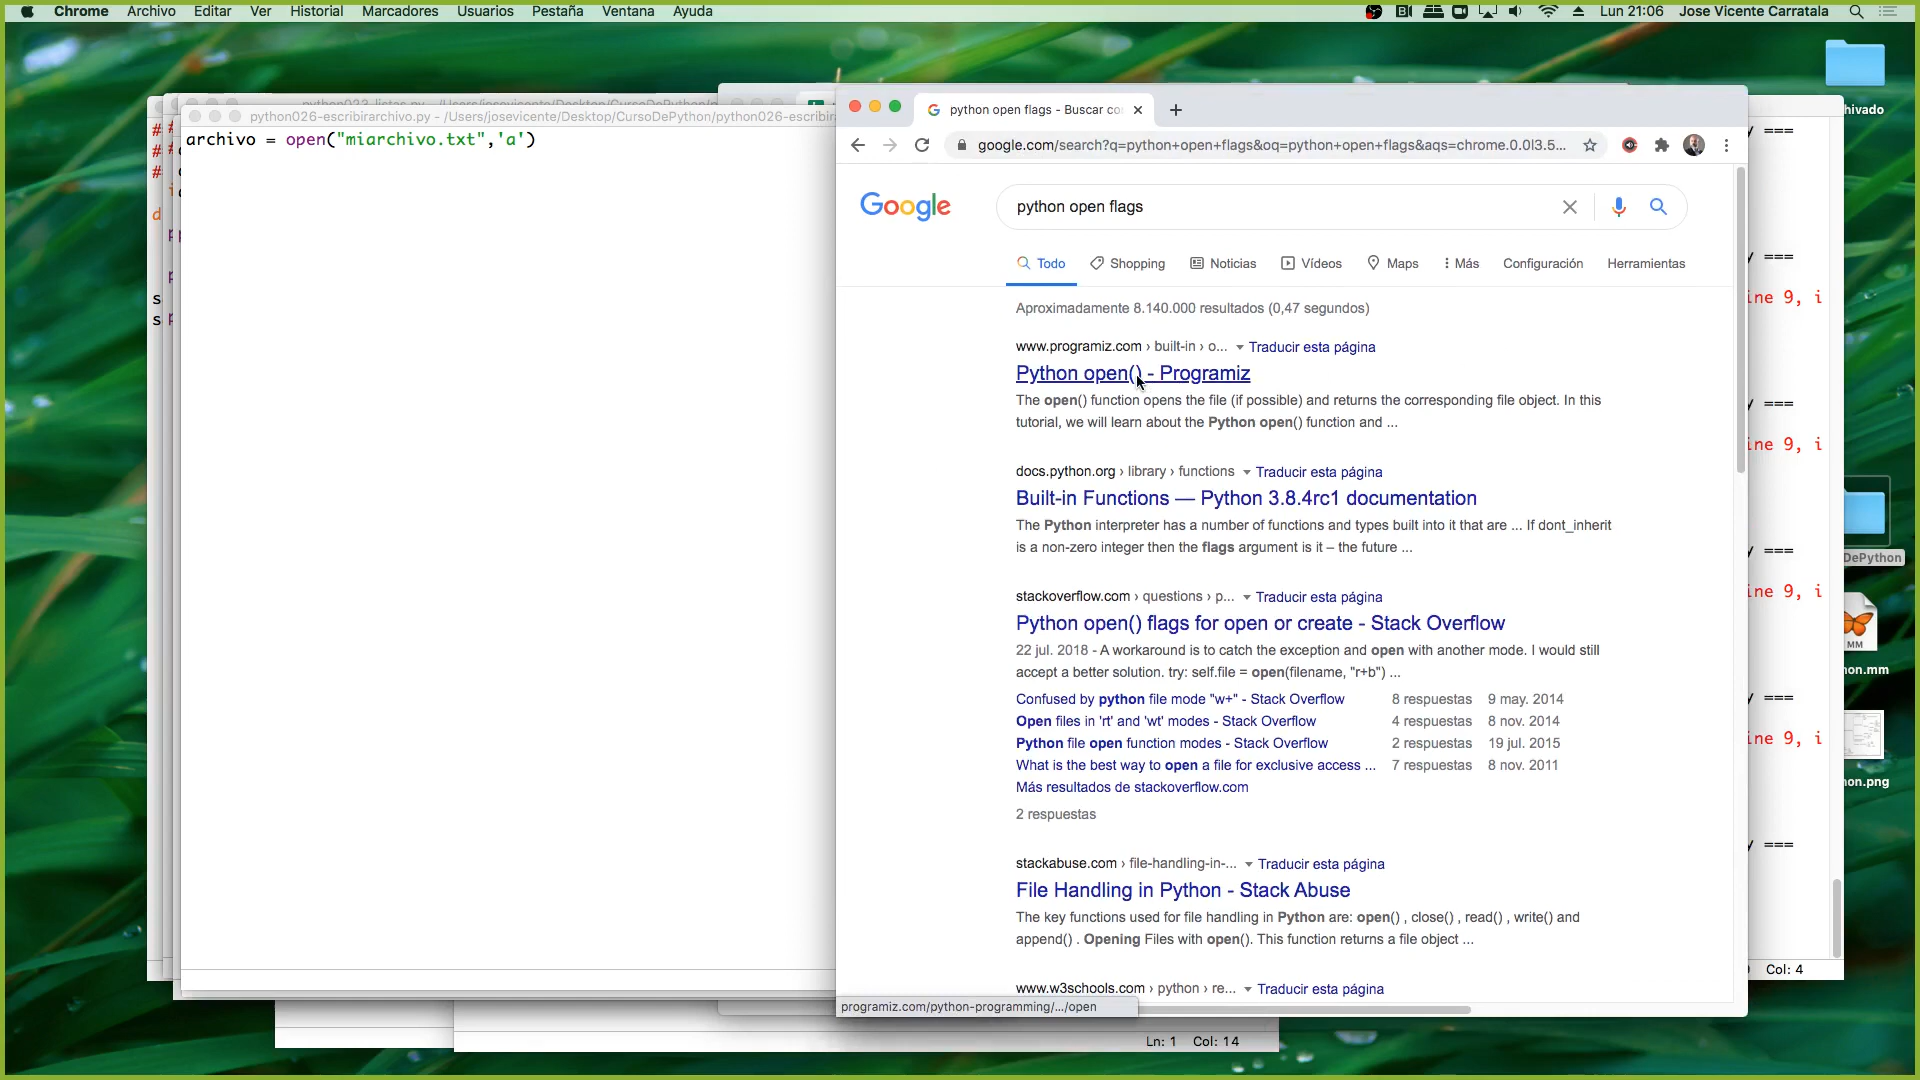 Chrome Archivo Editar Ver Historial Marcadores Usuarios Pestaña Ventana Ayuda
Lun 21:06 Jose Vicente Carratala
python026-escribirarchivo.py - /Users/josevicente/Desktop/CursoDePython/python026-escribirar
archivo = open("miarchivo.txt",'a')
python open flags - Buscar co
google.com/search?q=python+open+flags&oq=python+open+flags&aqs=chrome.0.0l3.5...
Google
python open flags
Todo Shopping Noticias Vídeos Maps Más Configuración Herramientas
Aproximadamente 8.140.000 resultados (0,47 segundos)
www.programiz.com › built-in › o... Traducir esta página
Python open() - Programiz
The open() function opens the file (if possible) and returns the corresponding file object. In this
tutorial, we will learn about the Python open() function and ...
docs.python.org › library › functions Traducir esta página
Built-in Functions — Python 3.8.4rc1 documentation
The Python interpreter has a number of functions and types built into it that are ... If dont_inherit
is a non-zero integer then the flags argument is it – the future ...
stackoverflow.com › questions › p... Traducir esta página
Python open() flags for open or create - Stack Overflow
22 jul. 2018 - A workaround is to catch the exception and open with another mode. I would still
accept a better solution. try: self.file = open(filename, "r+b") ...
Confused by python file mode "w+" - Stack Overflow 8 respuestas 9 may. 2014
Open files in 'rt' and 'wt' modes - Stack Overflow 4 respuestas 8 nov. 2014
Python file open function modes - Stack Overflow 2 respuestas 19 jul. 2015
What is the best way to open a file for exclusive access ... 7 respuestas 8 nov. 2011
Más resultados de stackoverflow.com
2 respuestas
stackabuse.com › file-handling-in-... Traducir esta página
File Handling in Python - Stack Abuse
The key functions used for file handling in Python are: open() , close() , read() , write() and
append() . Opening Files with open(). This function returns a file object ...
www.w3schools.com › python › re... Traducir esta página
programiz.com/python-programming/.../open
Ln: 1 Col: 14
hivado
y ===
y ===
ine 9, i
y ===
ine 9, i
y ===
DePython
ine 9, i
MM
hon.mm
y ===
ine 9, i
hon.png
y ===
Col: 4